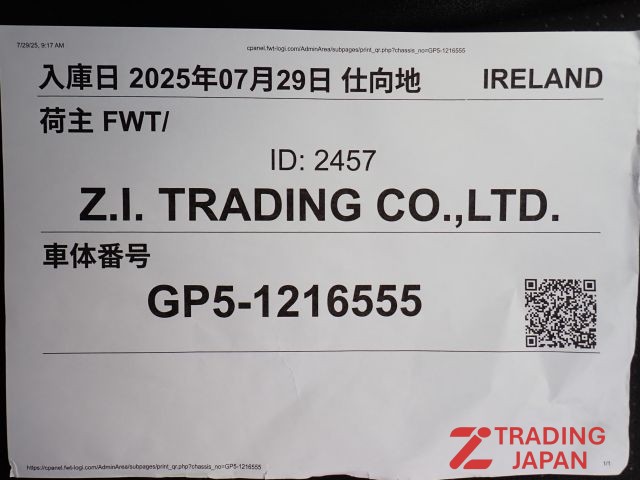 7/29/25, 9:17 AM
cpanel.fwt-logi.com/AdminArea/subpages/print_qr.php?chassis_no=GP5-1216555
入庫日 2025年07月29日 仕向地 IRELAND
荷主 FWT/
ID: 2457
Z.I. TRADING CO.,LTD.
車体番号
GP5-1216555
TRADING
JAPAN
https://cpanel.fwt-logi.com/AdminArea/subpages/print_qr.php?chassis_no=GP5-1216555
1/1